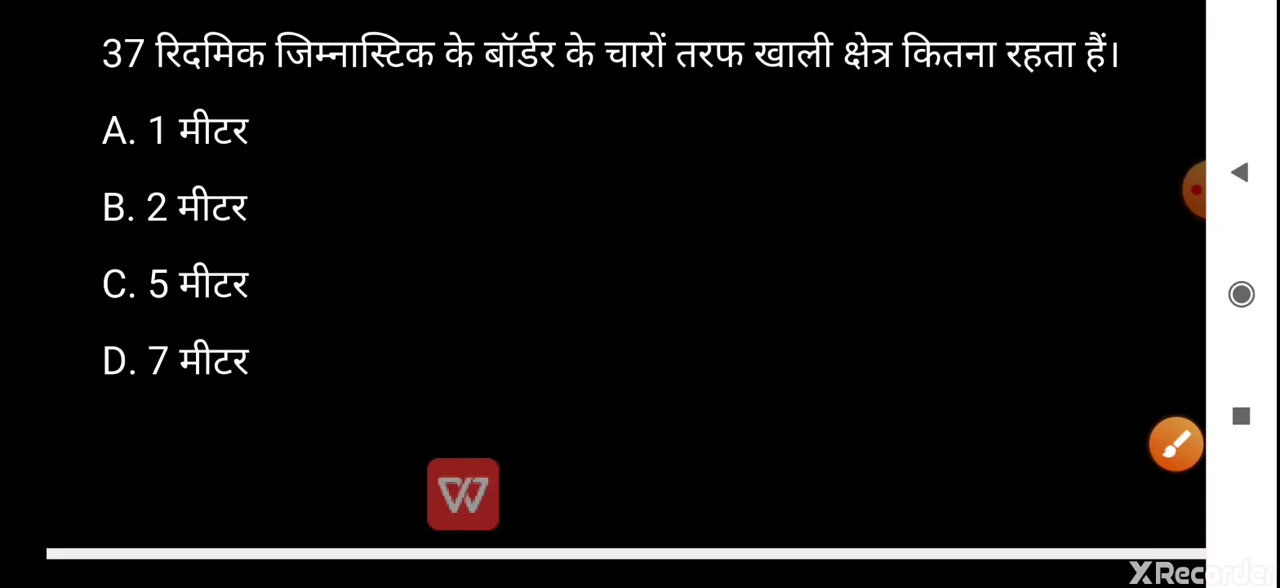 37 रिदमिक जिम्नास्टिक के बॉर्डर के चारों तरफ खाली क्षेत्र कितना रहता हैं।
A. 1 मीटर
B. 2 मीटर
C. 5 मीटर
D. 7 मीटर
XRecorder